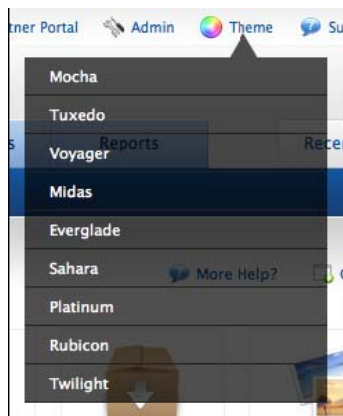 tner Portal Admin Theme Su
Mocha
Tuxedo
Voyager
Reports
Rece
Midas
Everglade
Sahara
More Help?
Platinum
Rubicon
Twilight